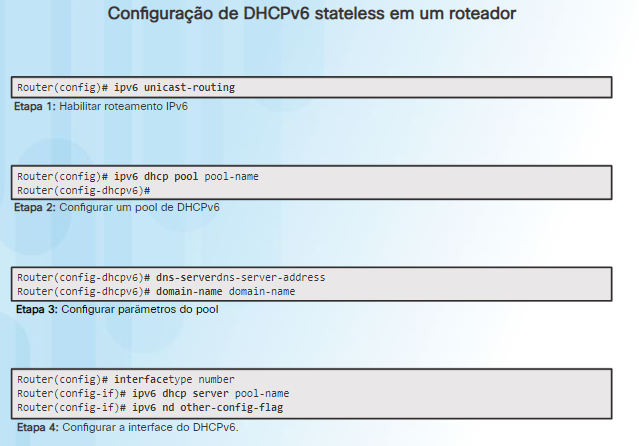 Configuração de DHCPv6 stateless em um roteador
Router(config)# ipv6 unicast-routing
Etapa 1: Habilitar roteamento IPv6
Router(config)# ipv6 dhcp pool pool-name
Router(config-dhcpv6)#
Etapa 2: Configurar um pool de DHCPv6
Router(config-dhcpv6)# dns-serverdns-server-address
Router(config-dhcpv6)# domain-name domain-name
Etapa 3: Configurar parâmetros do pool
Router(config)# interfacetype number
Router(config-if)# ipv6 dhcp server pool-name
Router(config-if)# ipv6 nd other-config-flag
Etapa 4: Configurar a interface do DHCPv6.